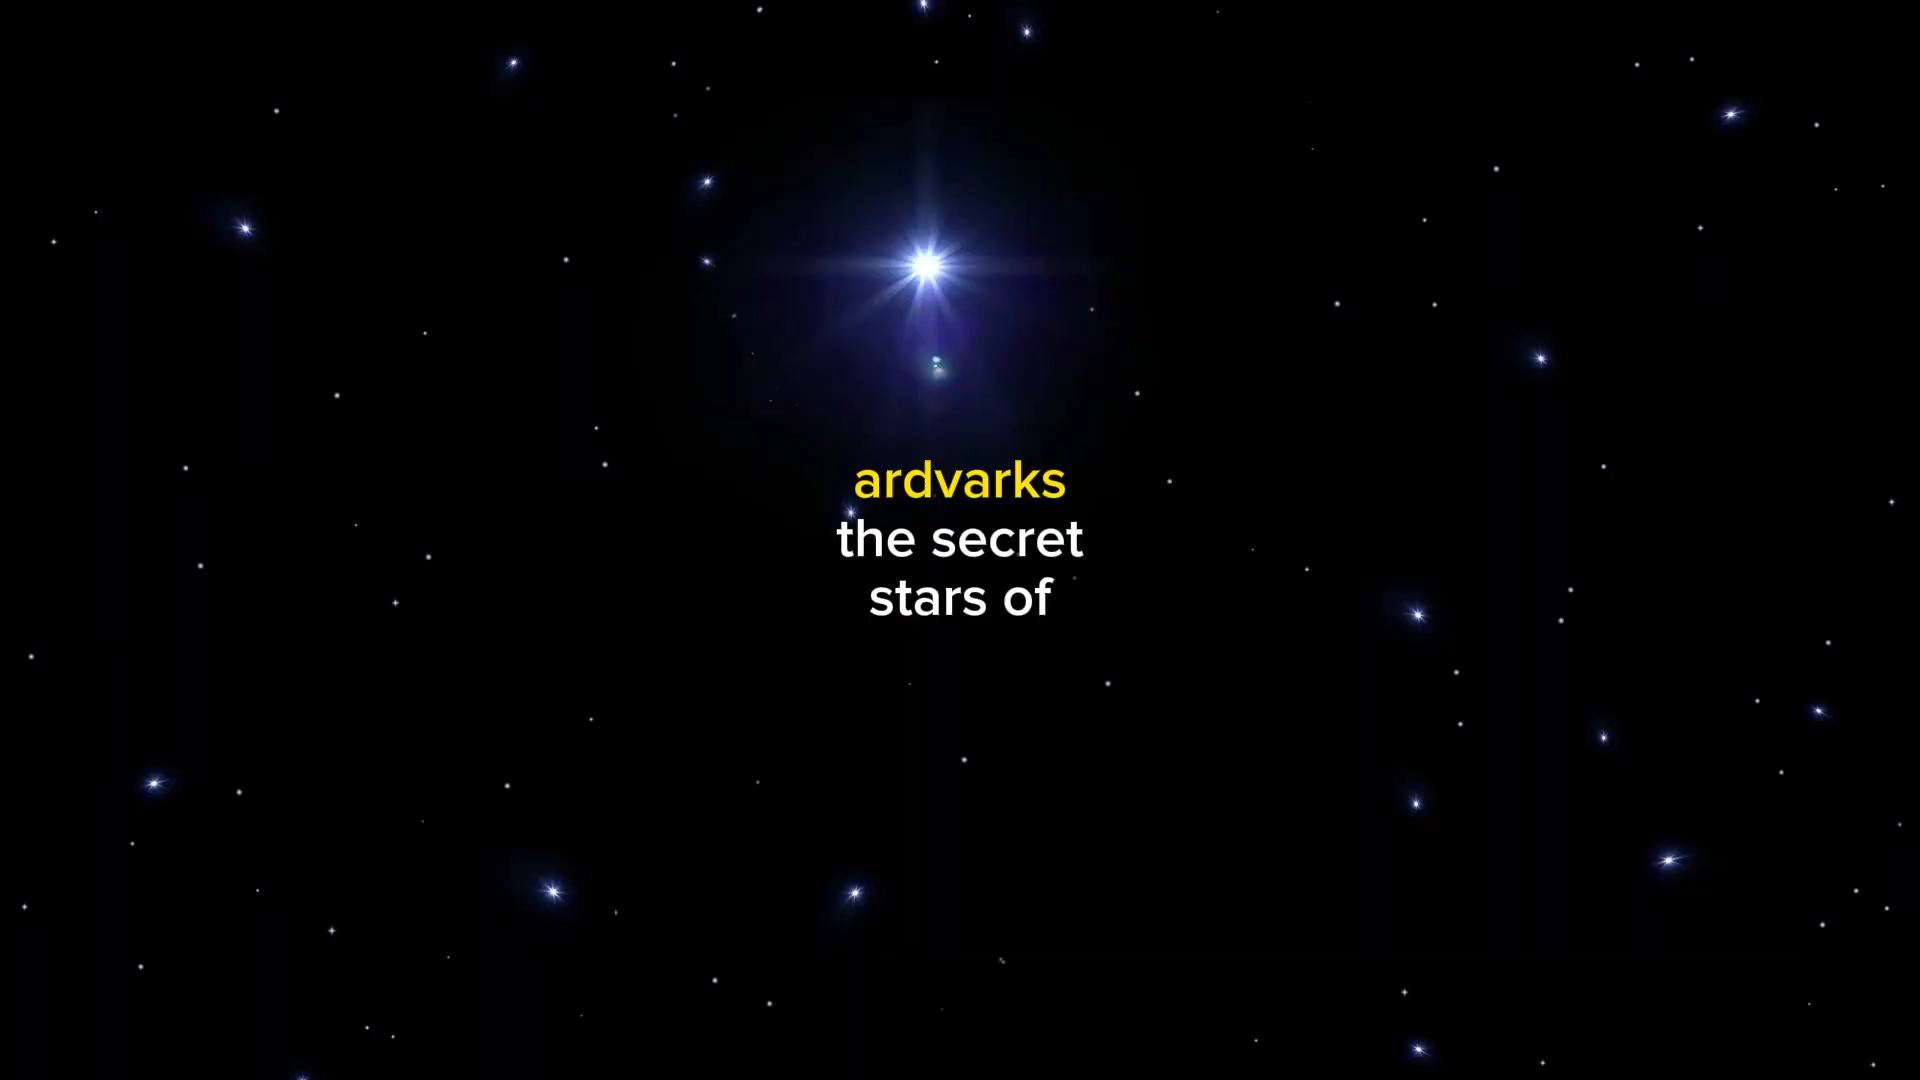 ardvarks
the secret
stars of